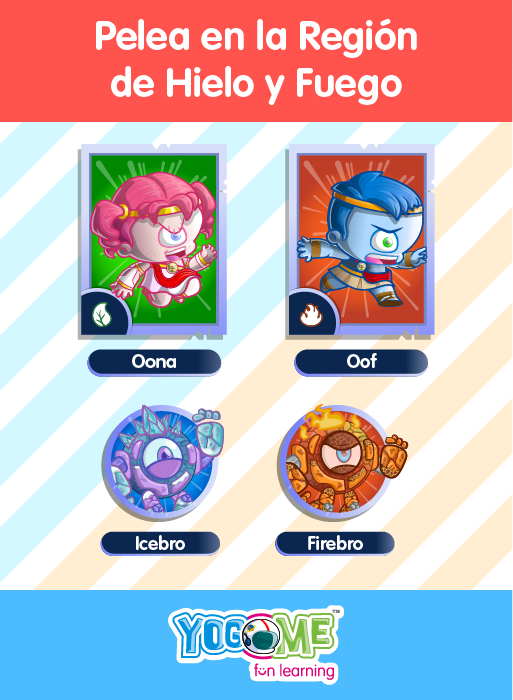 Pelea en la Región
de Hielo y Fuego
Oona
Oof
Icebro
Firebro
YOGOME™
fun learning